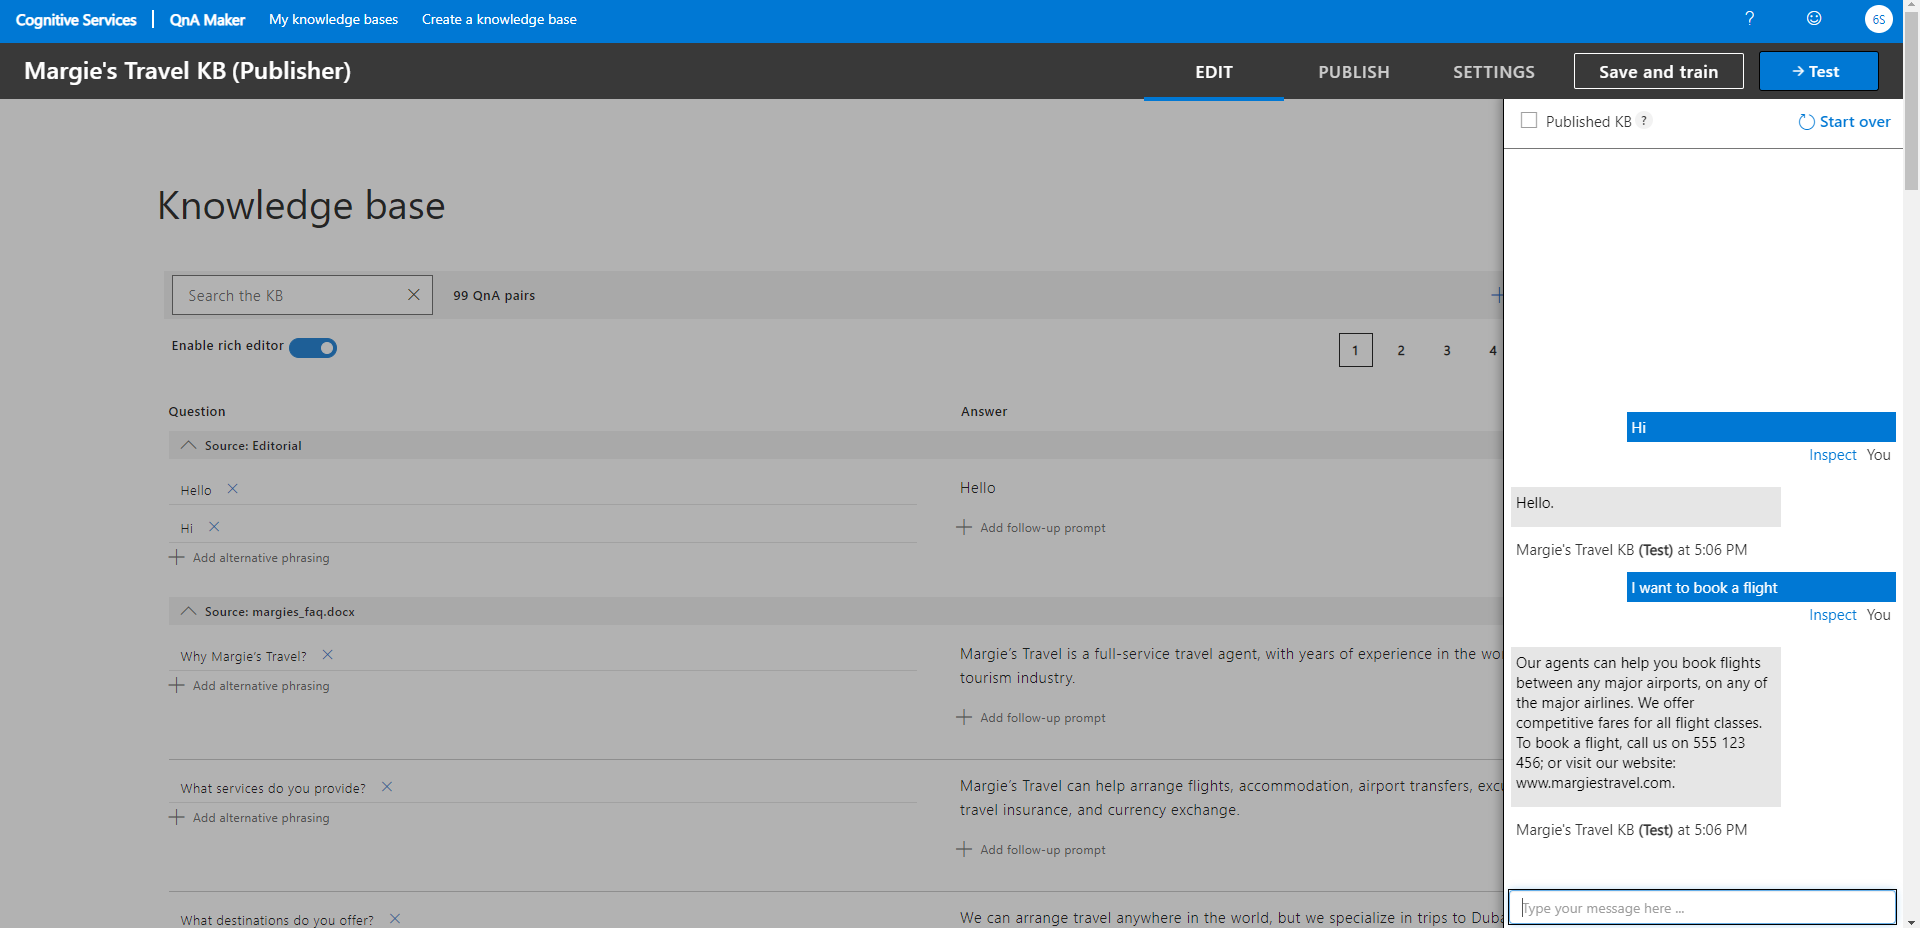 Cognitive Services | QnA Maker My knowledge bases Create a knowledge base ? 6S
Margie's Travel KB (Publisher) EDIT PUBLISH SETTINGS Save and train → Test
Knowledge base
Search the KB 99 QnA pairs
Enable rich editor
1 2 3 4
Question Answer
Source: Editorial
Hello
Hi
Add alternative phrasing
Hello
Add follow-up prompt
Source: margies_faq.docx
Why Margie's Travel?
Add alternative phrasing
Margie's Travel is a full-service travel agent, with years of experience in the
tourism industry.
Add follow-up prompt
What services do you provide?
Add alternative phrasing
Margie's Travel can help arrange flights, accommodation, airport transfers,
travel insurance, and currency exchange.
Add follow-up prompt
What destinations do you offer?
We can arrange travel anywhere in the world, but we specialize in trips to
Published KB ? Start over
Hi
Inspect You
Hello.
Margie's Travel KB (Test) at 5:06 PM
I want to book a flight
Inspect You
Our agents can help you book flights
between any major airports, on any of
the major airlines. We offer
competitive fares for all flight classes.
To book a flight, call us on 555 123
456; or visit our website:
www.margiestravel.com.
Margie's Travel KB (Test) at 5:06 PM
Type your message here ...